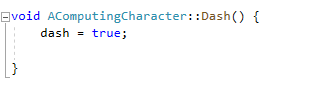 void AComputingCharacter::Dash() {
dash = true;
}